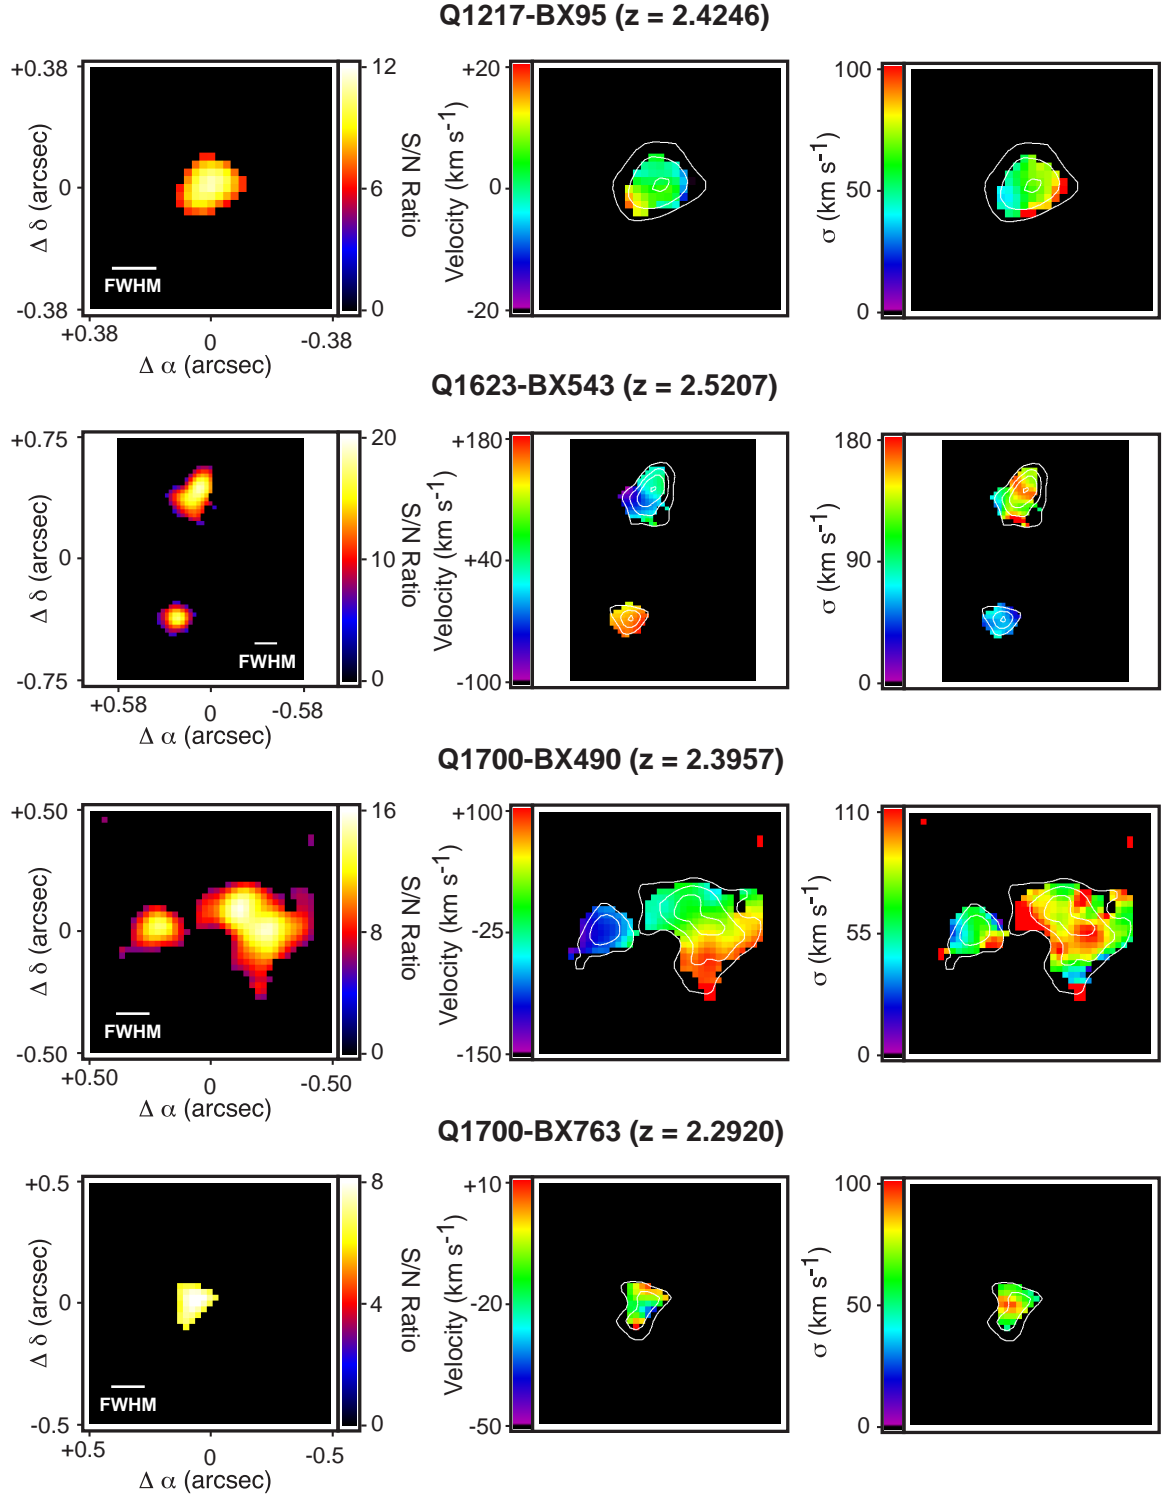 Q1217-BX95 (z = 2.4246)
+0.38
0
-0.38
Δ δ (arcsec)
+0.38
0
-0.38
Δ α (arcsec)
FWHM
12
6
0
S/N Ratio
+20
0
-20
Velocity (km s-1)
100
50
0
σ (km s-1)
Q1623-BX543 (z = 2.5207)
+0.75
0
-0.75
Δ δ (arcsec)
+0.58
0
-0.58
Δ α (arcsec)
FWHM
20
10
0
S/N Ratio
+180
+40
-100
Velocity (km s-1)
180
90
0
σ (km s-1)
Q1700-BX490 (z = 2.3957)
+0.50
0
-0.50
Δ δ (arcsec)
+0.50
0
-0.50
Δ α (arcsec)
FWHM
16
8
0
S/N Ratio
+100
-25
-150
Velocity (km s-1)
110
55
0
σ (km s-1)
Q1700-BX763 (z = 2.2920)
+0.5
0
-0.5
Δ δ (arcsec)
+0.5
0
-0.5
Δ α (arcsec)
FWHM
8
4
0
S/N Ratio
+10
-20
-50
Velocity (km s-1)
100
50
0
σ (km s-1)